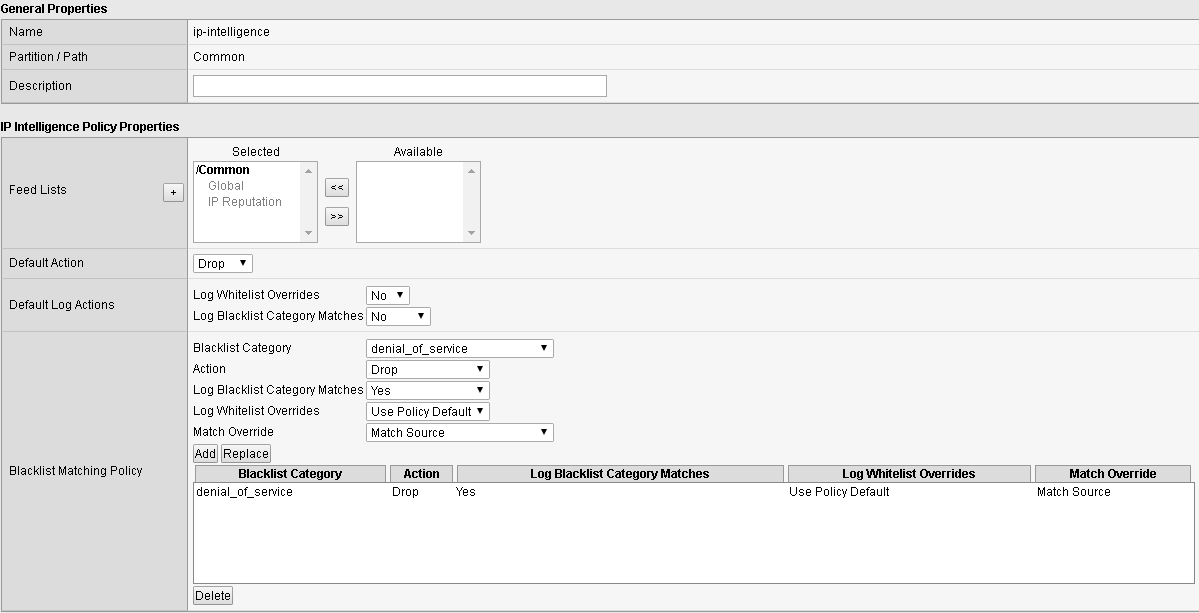 General Properties
Name ip-intelligence
Partition / Path Common
Description
IP Intelligence Policy Properties
Selected Available
Feed Lists + /Common << >>
Global
IP Reputation
Default Action Drop
Default Log Actions
Log Whitelist Overrides No
Log Blacklist Category Matches No
Blacklist Matching Policy
Blacklist Category denial_of_service
Action Drop
Log Blacklist Category Matches Yes
Log Whitelist Overrides Use Policy Default
Match Override Match Source
Add Replace
Blacklist Category Action Log Blacklist Category Matches Log Whitelist Overrides Match Override
denial_of_service Drop Yes Use Policy Default Match Source
Delete